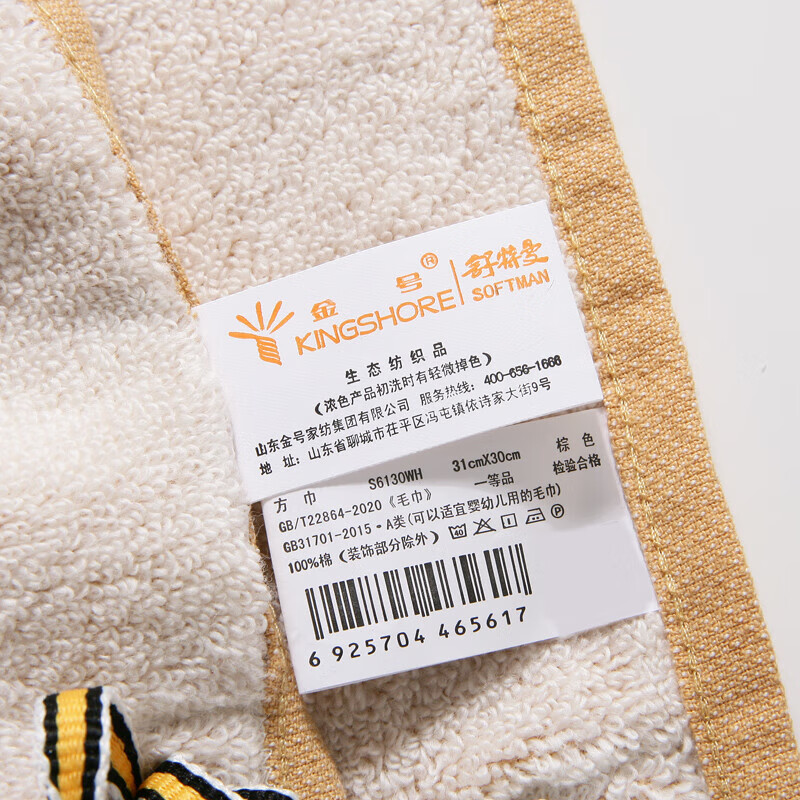 金号® | 舒特曼
KINGSHORE | SOFTMAN
生态纺织品
（浓色产品初洗时有轻微掉色）
山东金号家纺集团有限公司 服务热线：400-656-1668
地 址：山东省聊城市茌平区冯屯镇依诗家大街9号
方 巾 S6130WH 31cmX30cm 棕 色
GB/T22864-2020《毛巾》 一等品 检验合格
GB31701-2015·A类(可以适宜婴幼儿用的毛巾)
100%棉（装饰部分除外） 40 P
6 925704 465617